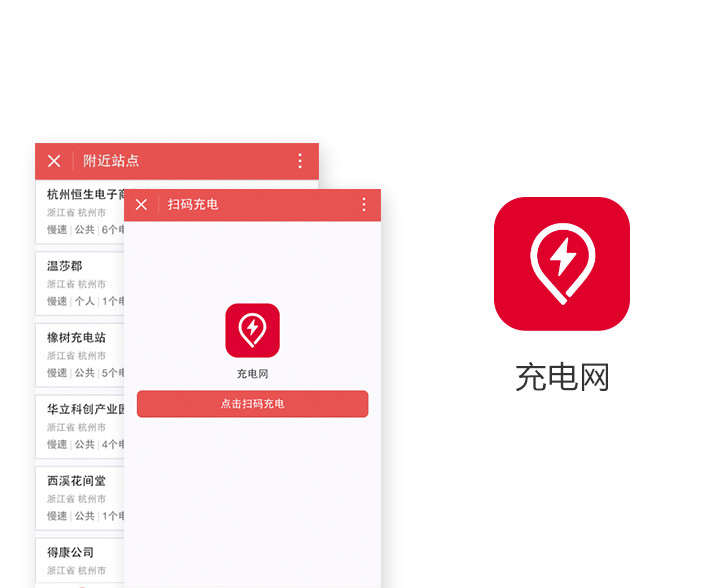 附近站点
杭州恒生电子商
浙江省 杭州市
慢速 | 公共 | 6个电
温莎郡
浙江省 杭州市
慢速 | 个人 | 1个电
橡树充电站
浙江省 杭州市
慢速 | 公共 | 5个电
华立科创产业园
浙江省 杭州市
慢速 | 公共 | 4个电
西溪花间堂
浙江省 杭州市
慢速 | 公共 | 1个电
得康公司
浙江省 杭州市
扫码充电
充电网
点击扫码充电
充电网